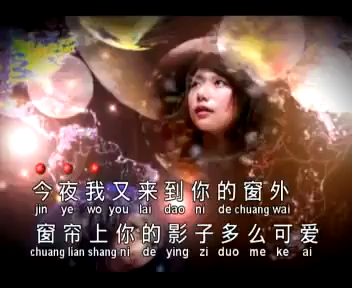 今夜我又来到你的窗外
jin ye wo you lai dao ni de chuang wai
窗帘上你的影子多么可爱
chuang lian shang ni de ying zi duo me ke ai